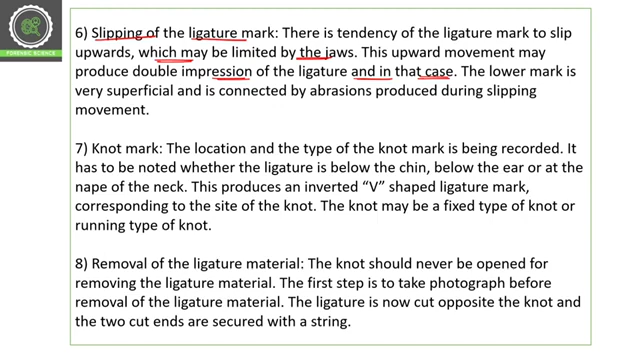 FORENSIC SCIENCE
6) Slipping of the ligature mark: There is tendency of the ligature mark to slip
upwards, which may be limited by the jaws. This upward movement may
produce double impression of the ligature and in that case. The lower mark is
very superficial and is connected by abrasions produced during slipping
movement.
7) Knot mark: The location and the type of the knot mark is being recorded. It
has to be noted whether the ligature is below the chin, below the ear or at the
nape of the neck. This produces an inverted “V” shaped ligature mark,
corresponding to the site of the knot. The knot may be a fixed type of knot or
running type of knot.
8) Removal of the ligature material: The knot should never be opened for
removing the ligature material. The first step is to take photograph before
removal of the ligature material. The ligature is now cut opposite the knot and
the two cut ends are secured with a string.